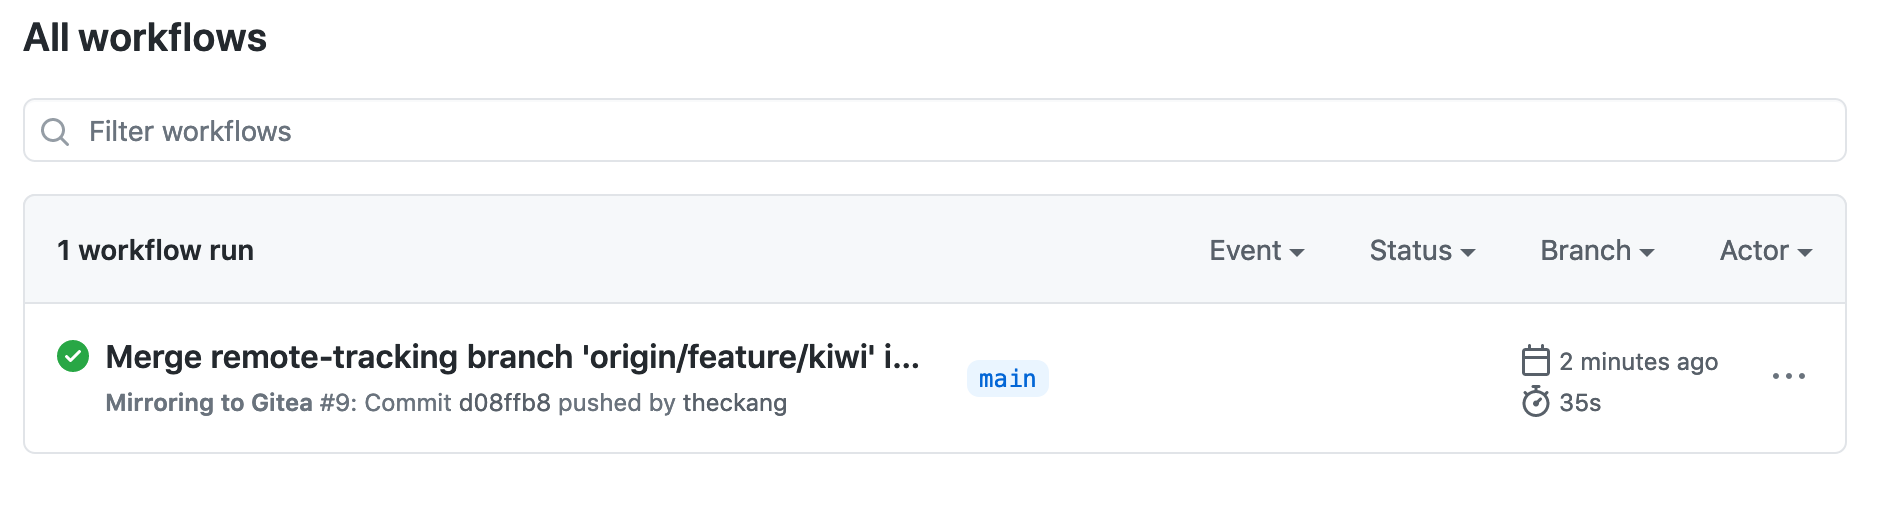 All workflows
Filter workflows
1 workflow run
Event
Status
Branch
Actor
Merge remote-tracking branch 'origin/feature/kiwi' i...
main
2 minutes ago
Mirroring to Gitea #9: Commit d08ffb8 pushed by theckang
35s